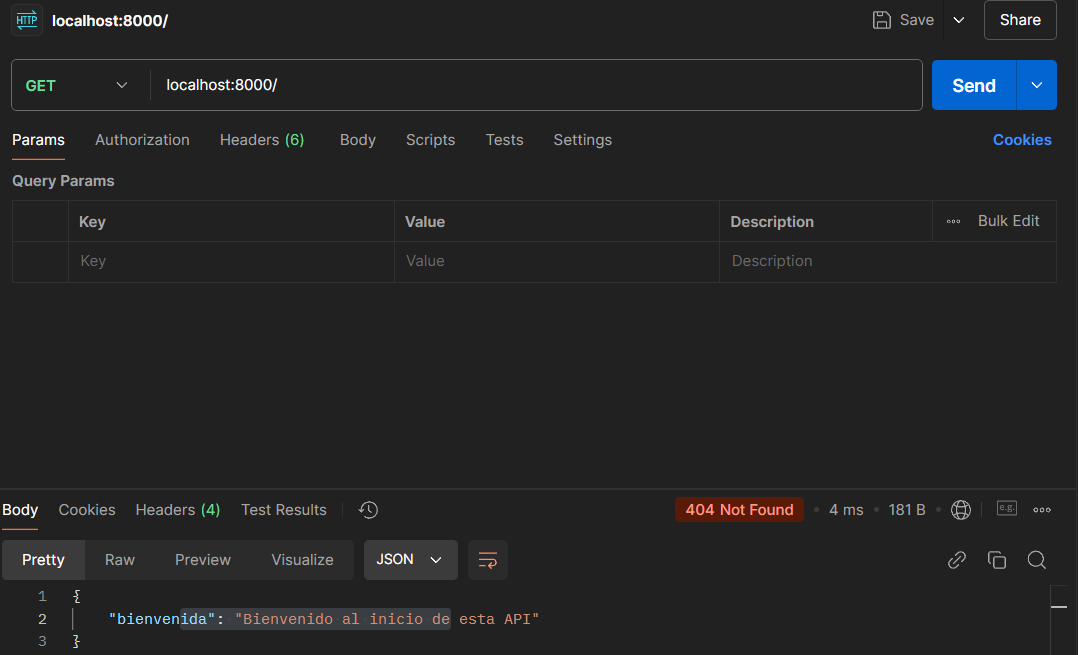 HTTP localhost:8000/ Save Share
GET localhost:8000/ Send
Params Authorization Headers (6) Body Scripts Tests Settings Cookies
Query Params
Key Value Description Bulk Edit
Key Value Description
Body Cookies Headers (4) Test Results 404 Not Found • 4 ms • 181 B • e.g.
Pretty Raw Preview Visualize JSON
1 {
2 "bienvenida": "Bienvenido al inicio de esta API"
3 }